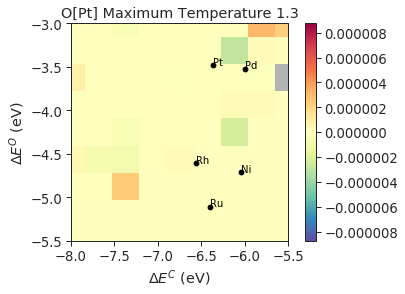 O[Pt] Maximum Temperature 1.3
−3.0
−3.5
−4.0
−4.5
−5.0
−5.5
ΔE^O (eV)
Pt
Pd
Rh
Ni
Ru
−8.0 −7.5 −7.0 −6.5 −6.0 −5.5
ΔE^C (eV)
0.000008
0.000006
0.000004
0.000002
0.000000
−0.000002
−0.000004
−0.000006
−0.000008